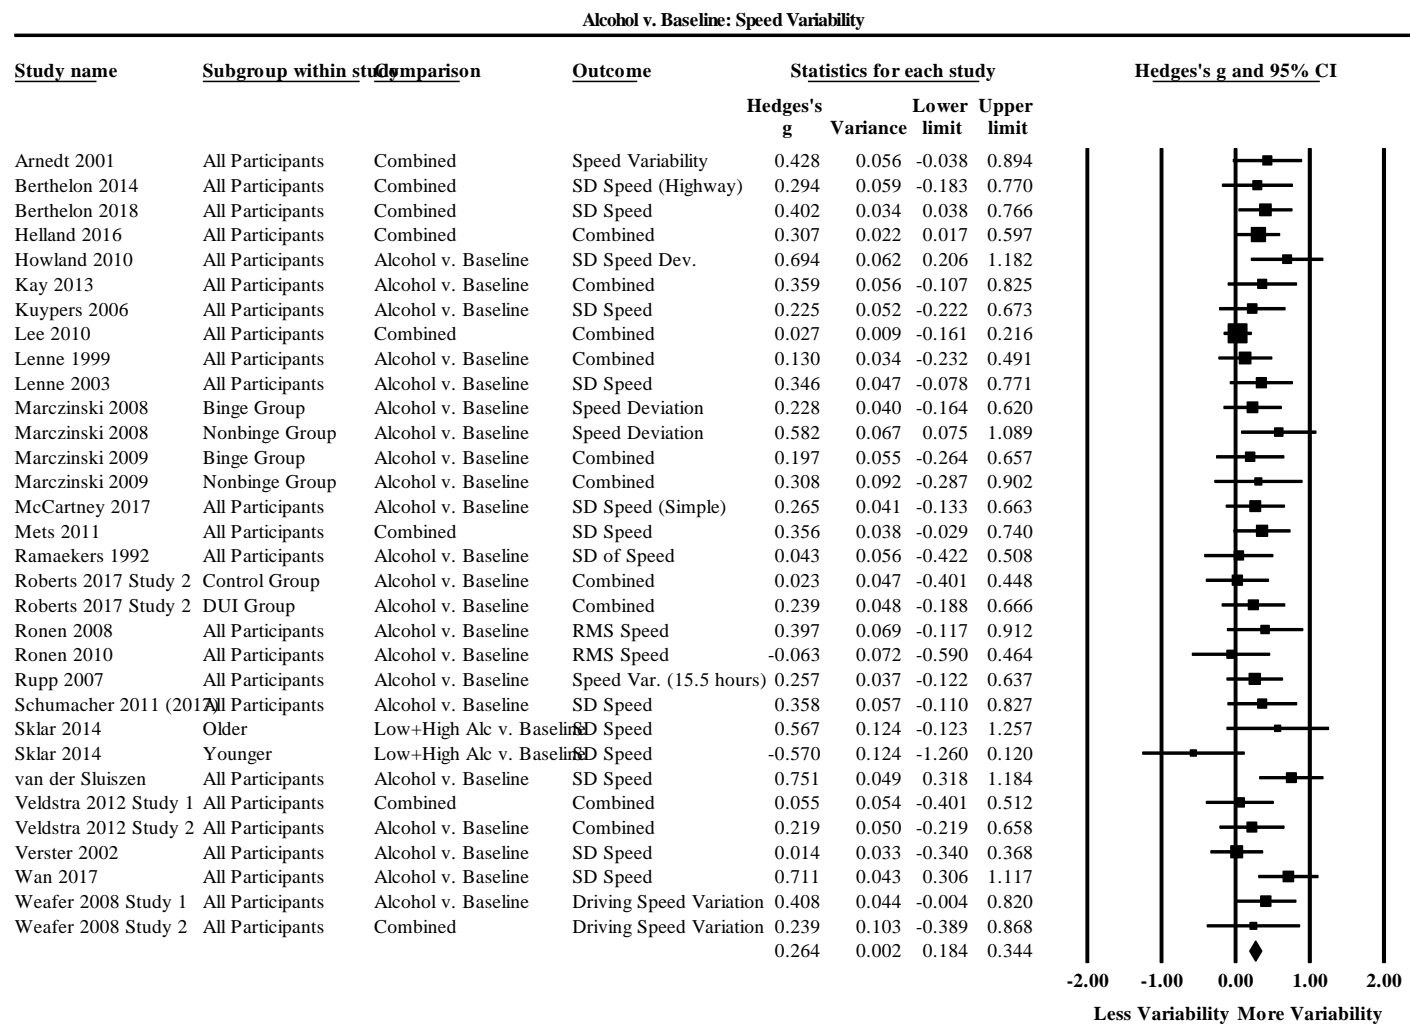 Alcohol v. Baseline: Speed Variability
Study name Subgroup within study Comparison Outcome Statistics for each study Hedges's g and 95% CI
Hedges's Lower Upper
g Variance limit limit
Arnedt 2001 All Participants Combined Speed Variability 0.428 0.056 -0.038 0.894
Berthelon 2014 All Participants Combined SD Speed (Highway) 0.294 0.059 -0.183 0.770
Berthelon 2018 All Participants Combined SD Speed 0.402 0.034 0.038 0.766
Helland 2016 All Participants Combined Combined 0.307 0.022 0.017 0.597
Howland 2010 All Participants Alcohol v. Baseline SD Speed Dev. 0.694 0.062 0.206 1.182
Kay 2013 All Participants Alcohol v. Baseline Combined 0.359 0.056 -0.107 0.825
Kuypers 2006 All Participants Alcohol v. Baseline SD Speed 0.225 0.052 -0.222 0.673
Lee 2010 All Participants Combined Combined 0.027 0.009 -0.161 0.216
Lenne 1999 All Participants Alcohol v. Baseline Combined 0.130 0.034 -0.232 0.491
Lenne 2003 All Participants Alcohol v. Baseline SD Speed 0.346 0.047 -0.078 0.771
Marczinski 2008 Binge Group Alcohol v. Baseline Speed Deviation 0.228 0.040 -0.164 0.620
Marczinski 2008 Nonbinge Group Alcohol v. Baseline Speed Deviation 0.582 0.067 0.075 1.089
Marczinski 2009 Binge Group Alcohol v. Baseline Combined 0.197 0.055 -0.264 0.657
Marczinski 2009 Nonbinge Group Alcohol v. Baseline Combined 0.308 0.092 -0.287 0.902
McCartney 2017 All Participants Alcohol v. Baseline SD Speed (Simple) 0.265 0.041 -0.133 0.663
Mets 2011 All Participants Combined SD Speed 0.356 0.038 -0.029 0.740
Ramaekers 1992 All Participants Alcohol v. Baseline SD of Speed 0.043 0.056 -0.422 0.508
Roberts 2017 Study 2 Control Group Alcohol v. Baseline Combined 0.023 0.047 -0.401 0.448
Roberts 2017 Study 2 DUI Group Alcohol v. Baseline Combined 0.239 0.048 -0.188 0.666
Ronen 2008 All Participants Alcohol v. Baseline RMS Speed 0.397 0.069 -0.117 0.912
Ronen 2010 All Participants Alcohol v. Baseline RMS Speed -0.063 0.072 -0.590 0.464
Rupp 2007 All Participants Alcohol v. Baseline Speed Var. (15.5 hours) 0.257 0.037 -0.122 0.637
Schumacher 2011 (2017) All Participants Alcohol v. Baseline SD Speed 0.358 0.057 -0.110 0.827
Sklar 2014 Older Low+High Alc v. Baseline SD Speed 0.567 0.124 -0.123 1.257
Sklar 2014 Younger Low+High Alc v. Baseline SD Speed -0.570 0.124 -1.260 0.120
van der Sluiszen All Participants Alcohol v. Baseline SD Speed 0.751 0.049 0.318 1.184
Veldstra 2012 Study 1 All Participants Combined Combined 0.055 0.054 -0.401 0.512
Veldstra 2012 Study 2 All Participants Alcohol v. Baseline Combined 0.219 0.050 -0.219 0.658
Verster 2002 All Participants Alcohol v. Baseline SD Speed 0.014 0.033 -0.340 0.368
Wan 2017 All Participants Alcohol v. Baseline SD Speed 0.711 0.043 0.306 1.117
Weafer 2008 Study 1 All Participants Alcohol v. Baseline Driving Speed Variation 0.408 0.044 -0.004 0.820
Weafer 2008 Study 2 All Participants Combined Driving Speed Variation 0.239 0.103 -0.389 0.868
0.264 0.002 0.184 0.344
-2.00 -1.00 0.00 1.00 2.00
Less Variability More Variability